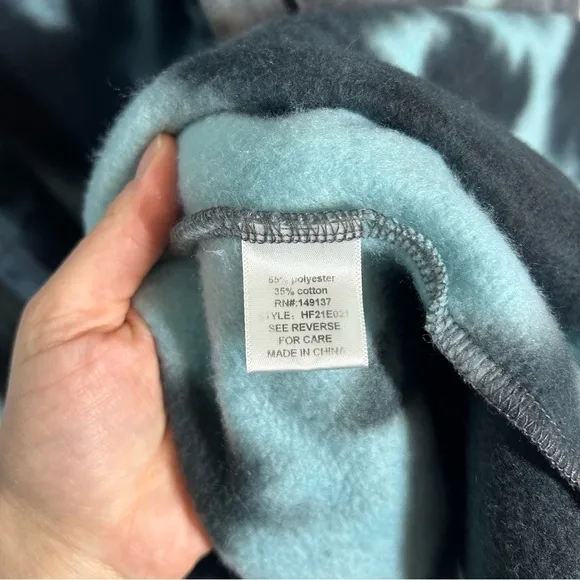 65% polyester
35% cotton
RN#:149137
STYLE: HF21E021
SEE REVERSE
FOR CARE
MADE IN CHINA